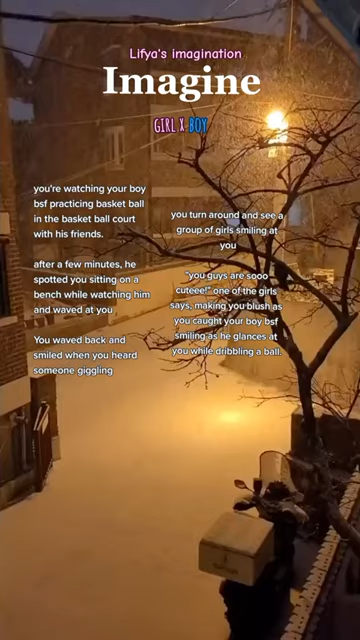 Lifya's imagination
Imagine
GIRL X BOY
you're watching your boy
bsf practicing basket ball
in the basket ball court
with his friends.
after a few minutes, he
spotted you sitting on a
bench while watching him
and waved at you
You waved back and
smiled when you heard
someone giggling
you turn around and see a
group of girls smiling at
you
"you guys are sooo
cuteee!" one of the girls
says, making you blush as
you caught your boy bsf
smiling as he glances at
you while dribbling a ball.